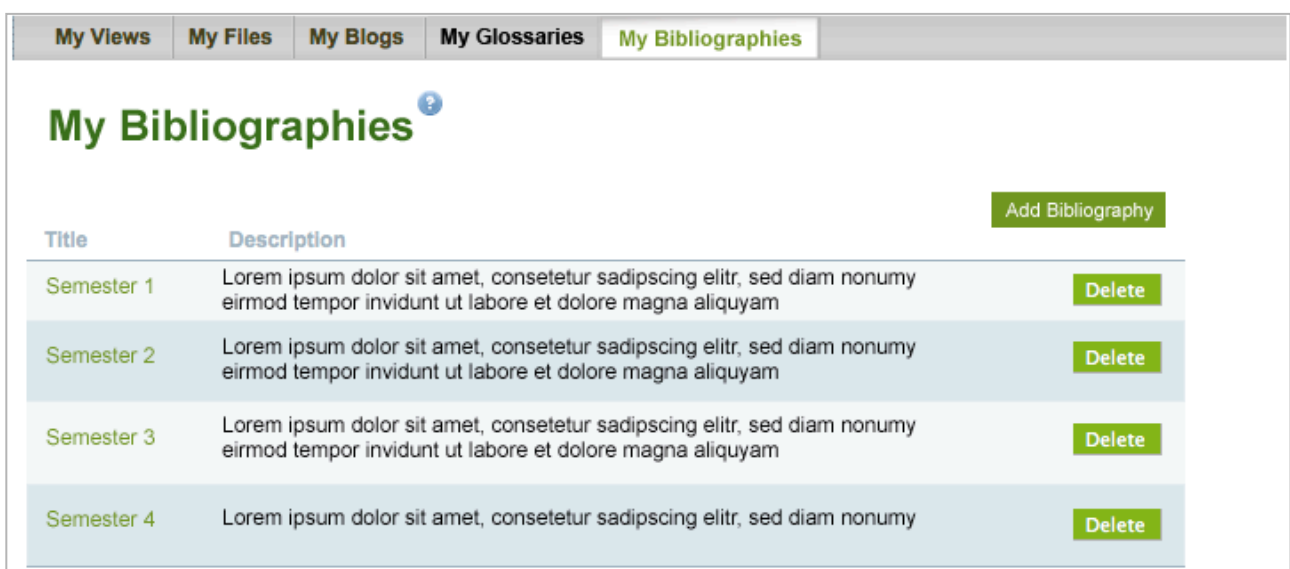 My Views My Files My Blogs My Glossaries My Bibliographies
My Bibliographies ?
Add Bibliography
Title Description
Semester 1 Lorem ipsum dolor sit amet, consetetur sadipscing elitr, sed diam nonumy
eirmod tempor invidunt ut labore et dolore magna aliquyam Delete
Semester 2 Lorem ipsum dolor sit amet, consetetur sadipscing elitr, sed diam nonumy
eirmod tempor invidunt ut labore et dolore magna aliquyam Delete
Semester 3 Lorem ipsum dolor sit amet, consetetur sadipscing elitr, sed diam nonumy
eirmod tempor invidunt ut labore et dolore magna aliquyam Delete
Semester 4 Lorem ipsum dolor sit amet, consetetur sadipscing elitr, sed diam nonumy Delete